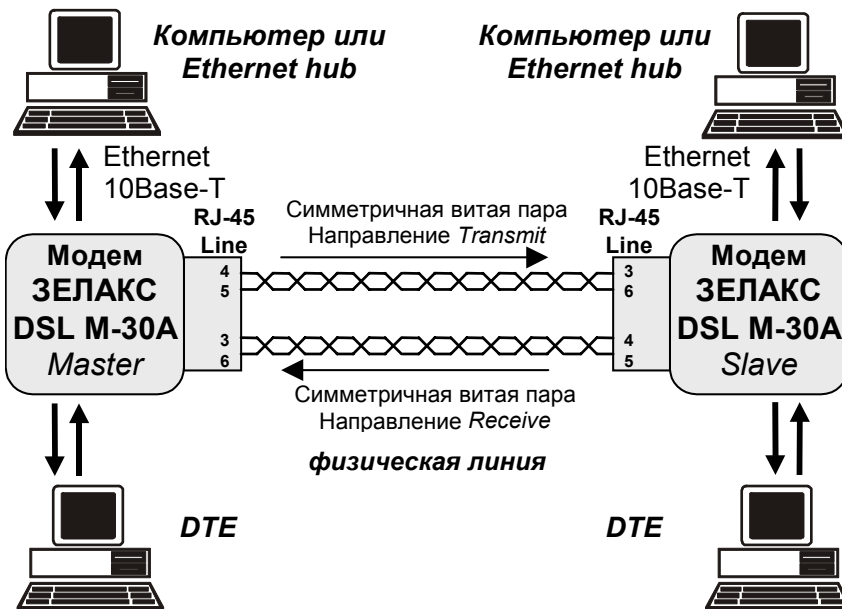 Компьютер или
Ethernet hub
Компьютер или
Ethernet hub
Ethernet
10Base-T
Ethernet
10Base-T
RJ-45
Line
Симметричная витая пара
Направление Transmit
RJ-45
Line
Модем
ЗЕЛАКС
DSL M-30A
Master
4
5
3
6
3
6
4
5
Модем
ЗЕЛАКС
DSL M-30A
Slave
Симметричная витая пара
Направление Receive
физическая линия
DTE
DTE